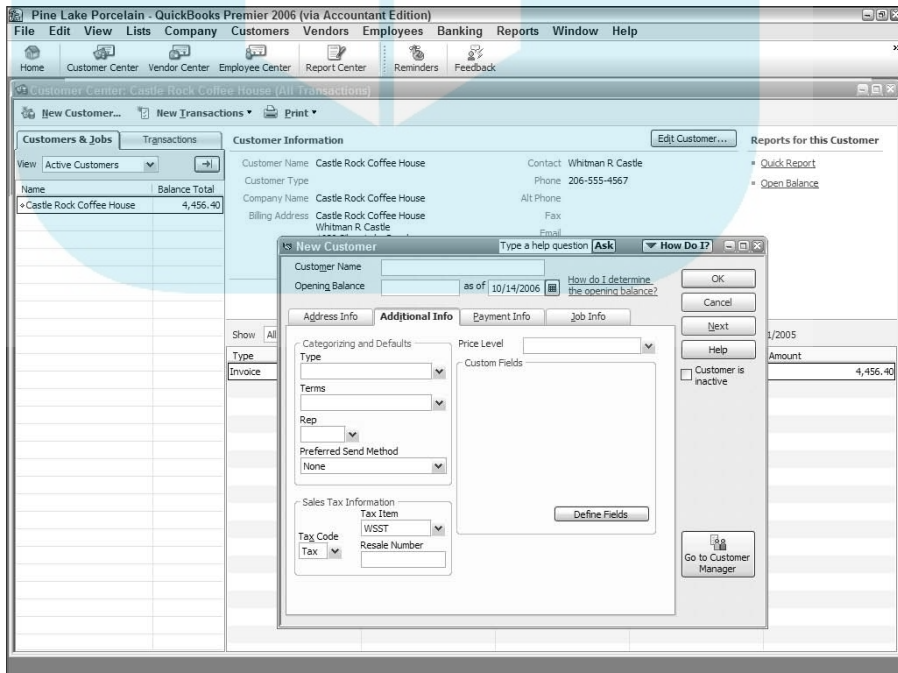 Pine Lake Porcelain - QuickBooks Premier 2006 (via Accountant Edition)
File Edit View Lists Company Customers Vendors Employees Banking Reports Window Help
Home Customer Center Vendor Center Employee Center Report Center Reminders Feedback
Customer Center: Castle Rock Coffee House (All Transactions)
New Customer... New Transactions Print
Customers & Jobs Transactions
View Active Customers
Name Balance Total
Castle Rock Coffee House 4,456.40
Customer Information Edit Customer...
Customer Name Castle Rock Coffee House
Customer Type
Company Name Castle Rock Coffee House
Billing Address Castle Rock Coffee House
Whitman R Castle
Contact Whitman R Castle
Phone 206-555-4567
Alt Phone
Fax
Email
Reports for this Customer
Quick Report
Open Balance
Show All
1/2005
Type Amount
Invoice 4,456.40
New Customer Type a help question Ask How Do I?
Customer Name
Opening Balance as of 10/14/2006 How do I determine
the opening balance?
Address Info Additional Info Payment Info Job Info
Categorizing and Defaults
Type
Terms
Rep
Preferred Send Method
None
Sales Tax Information
Tax Item
WSST
Tax Code
Tax
Resale Number
Price Level
Custom Fields
Define Fields
OK
Cancel
Next
Help
Customer is
inactive
Go to Customer
Manager